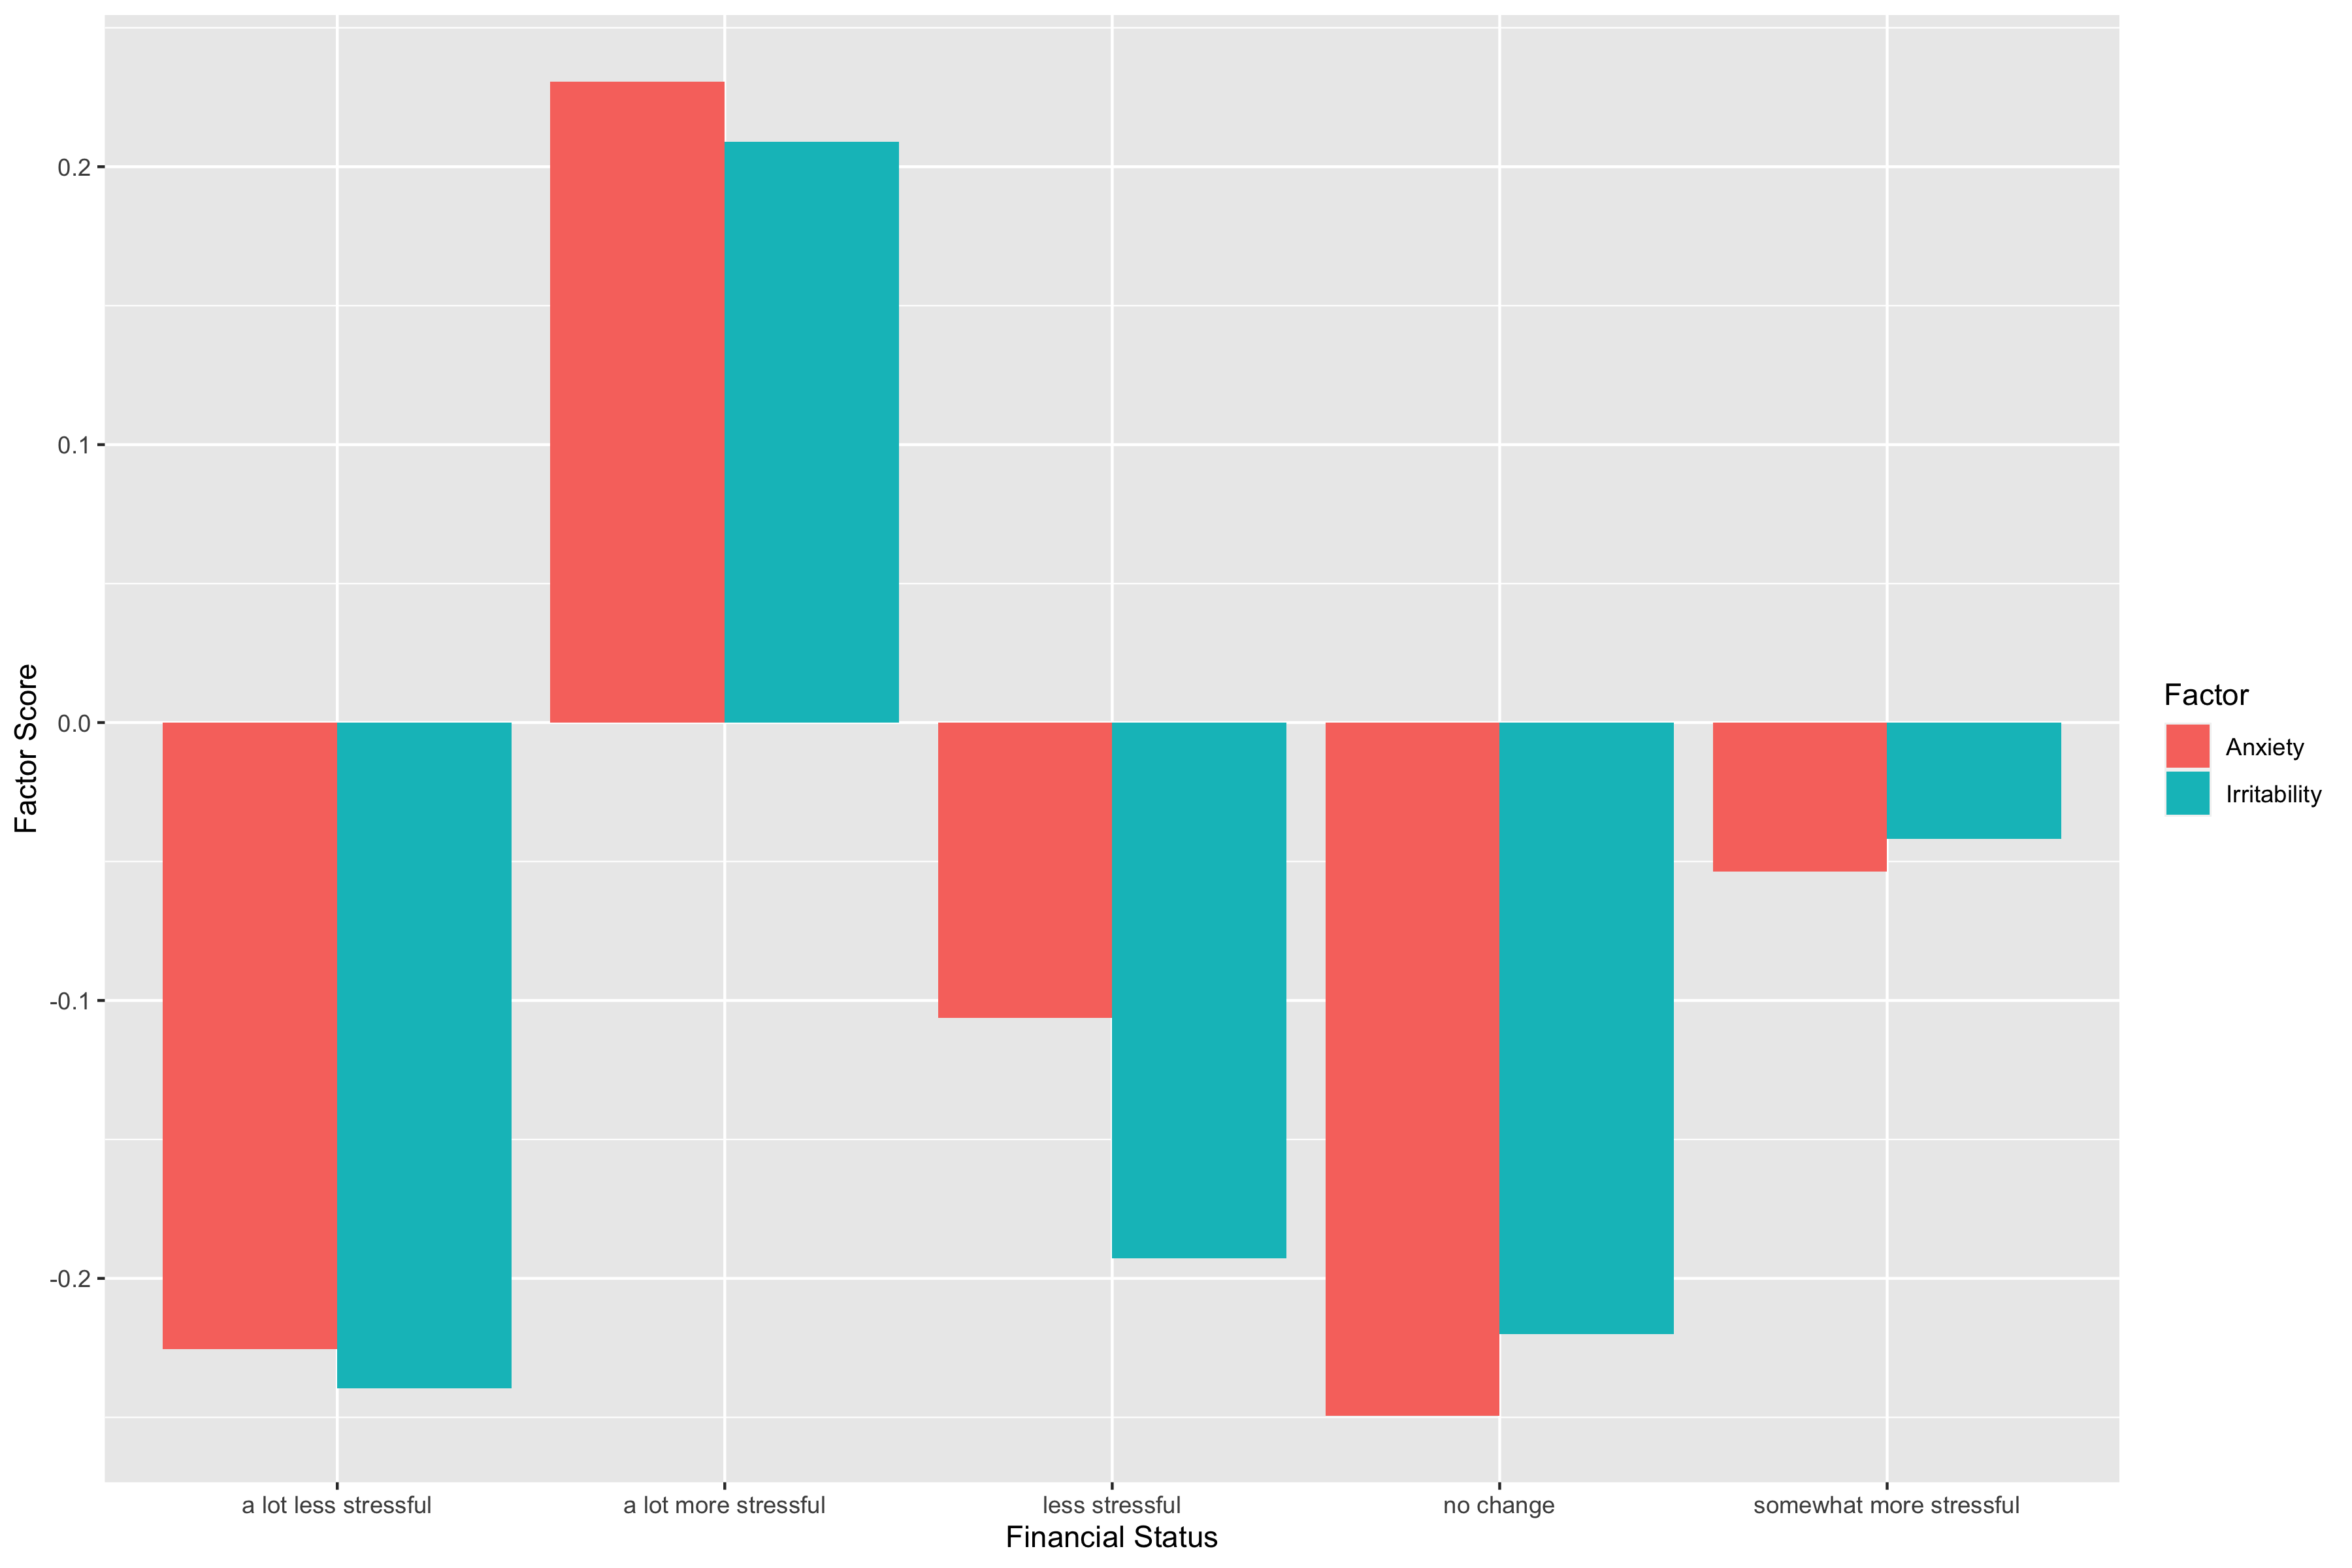 0.2
0.1
0.0
-0.1
-0.2
Factor Score
a lot less stressful
a lot more stressful
less stressful
no change
somewhat more stressful
Financial Status
Factor
Anxiety
Irritability